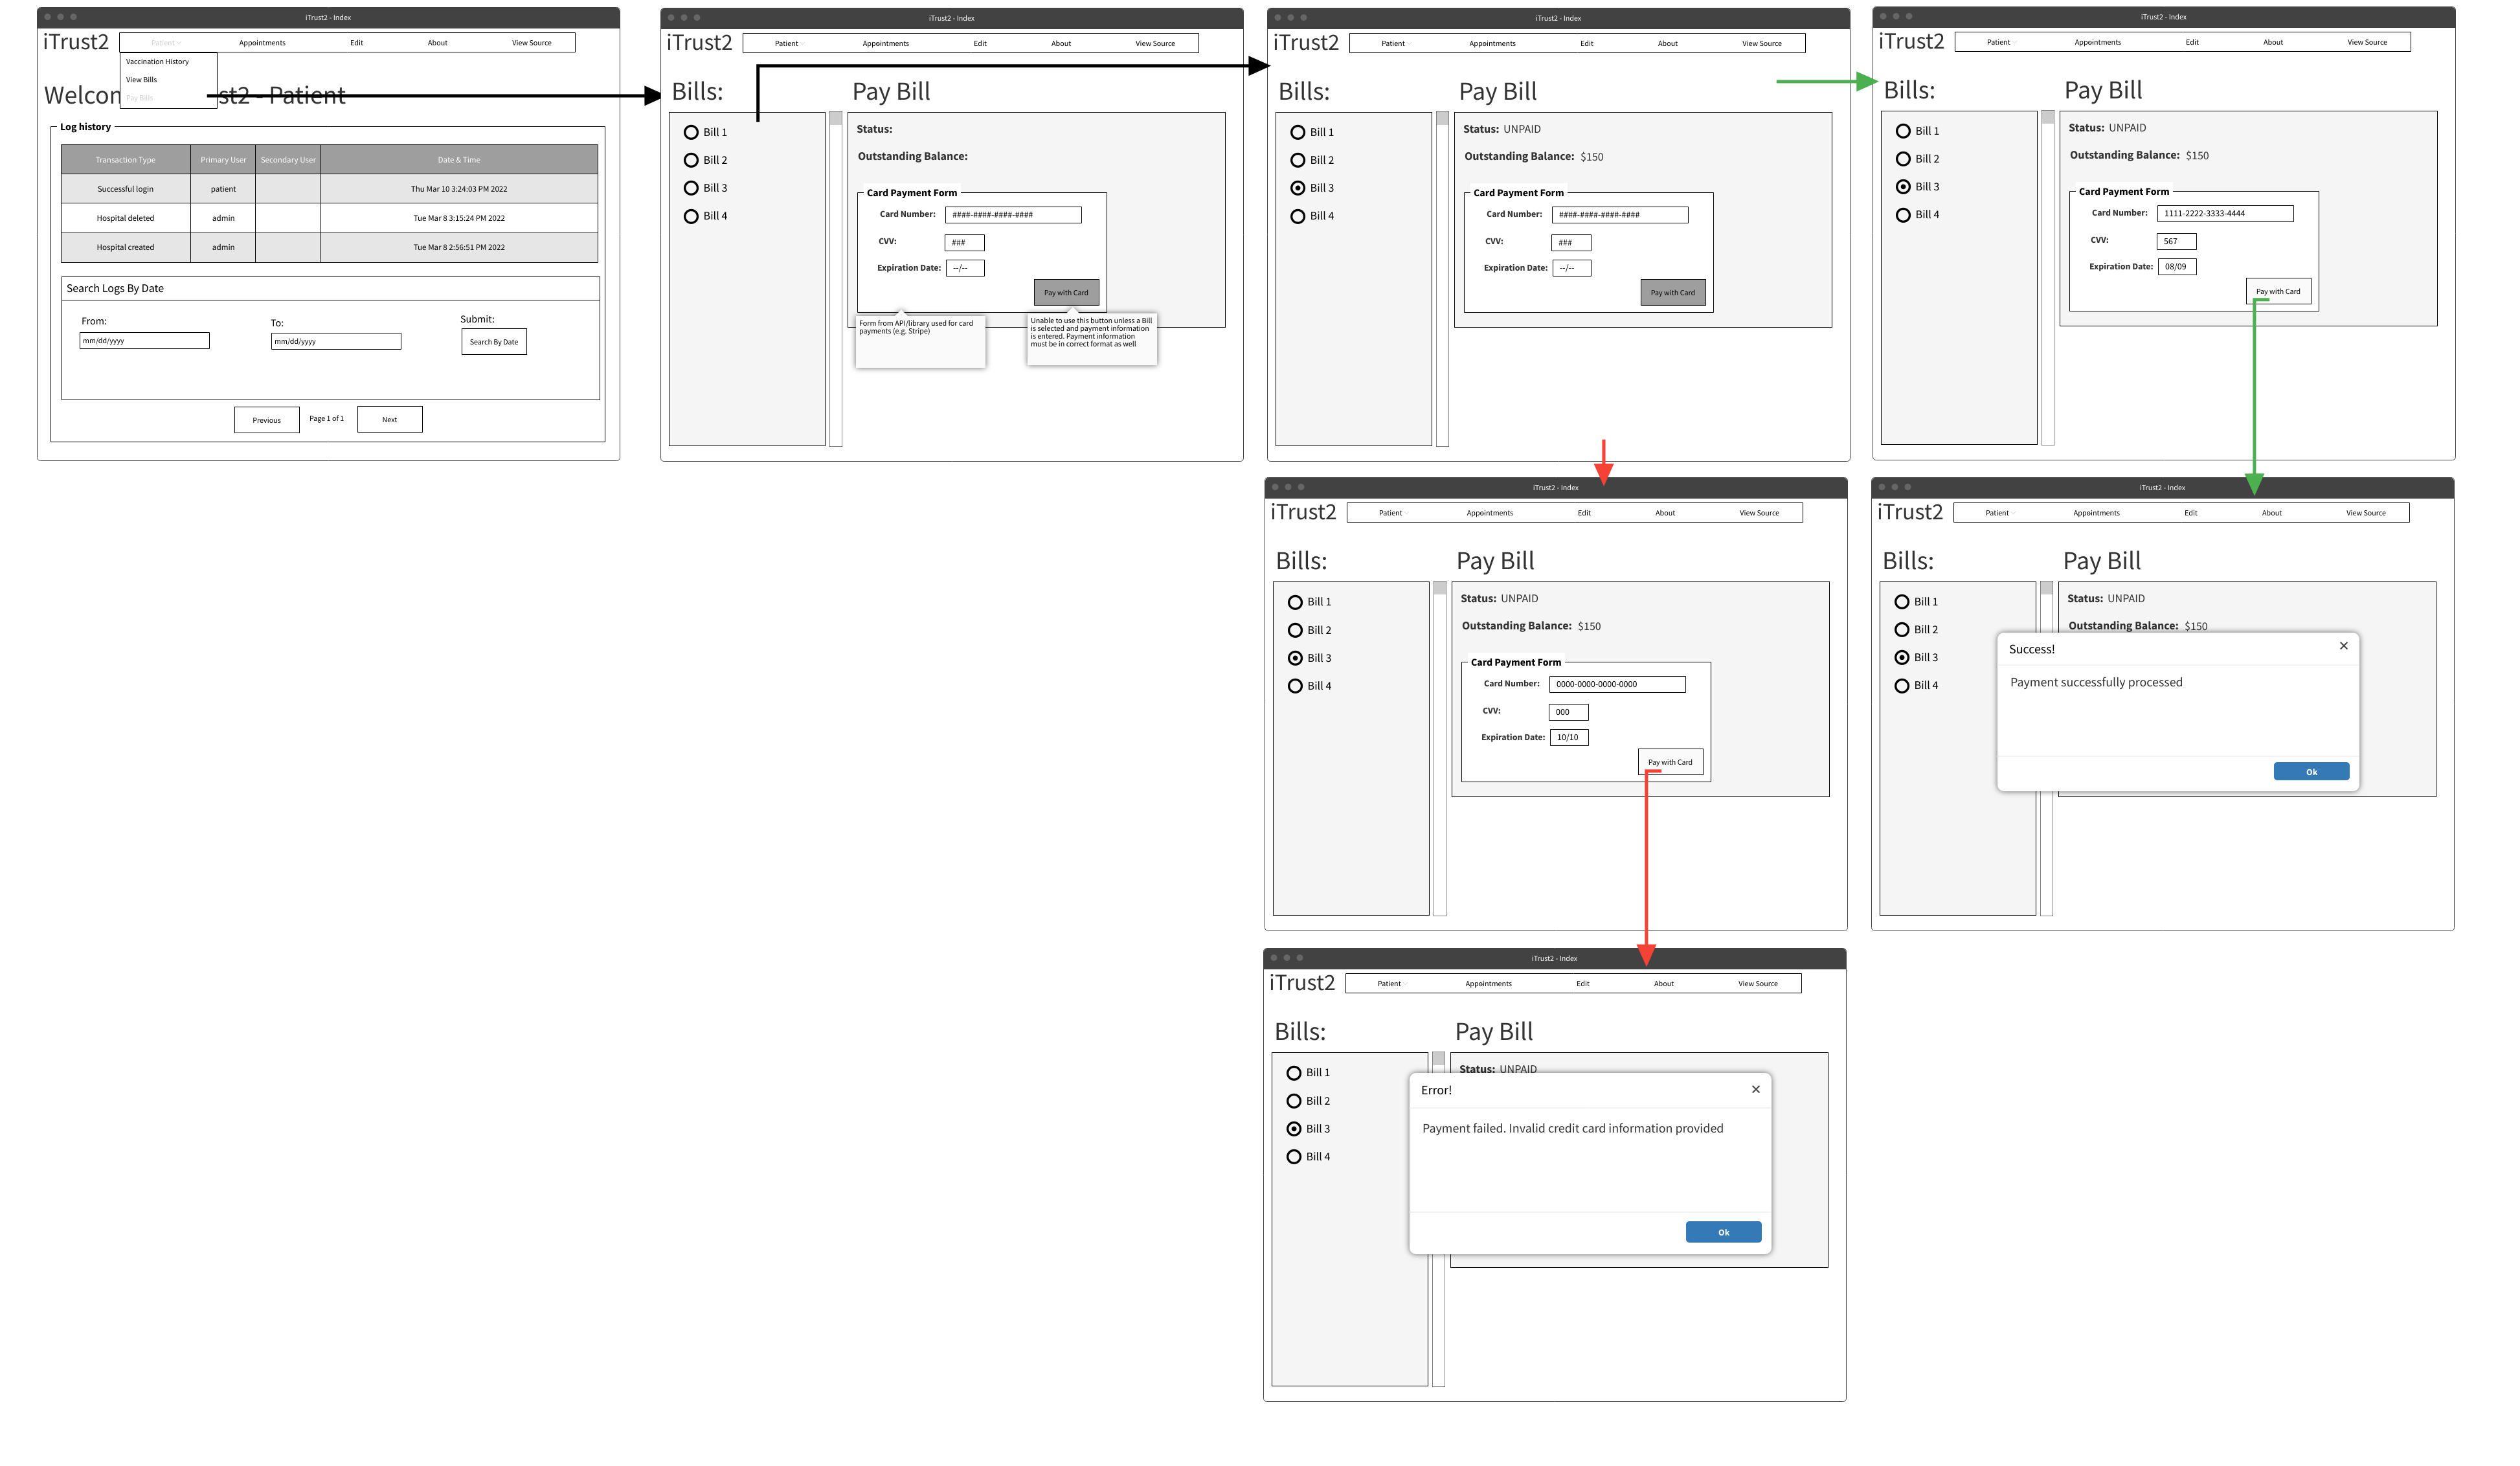 iTrust2 - Index
iTrust2
Patient
Appointments
Edit
About
View Source
Vaccination History
View Bills
Pay Bills
Welcom
st2 - Patient
Log history
Transaction Type
Primary User
Secondary User
Date & Time
Successful login
patient
Thu Mar 10 3:24:03 PM 2022
Hospital deleted
admin
Tue Mar 8 3:15:24 PM 2022
Hospital created
admin
Tue Mar 8 2:56:51 PM 2022
Search Logs By Date
From:
To:
Submit:
mm/dd/yyyy
mm/dd/yyyy
Search By Date
Previous
Page 1 of 1
Next
iTrust2 - Index
iTrust2
Patient
Appointments
Edit
About
View Source
Bills:
Pay Bill
Bill 1
Bill 2
Bill 3
Bill 4
Status:
Outstanding Balance:
Card Payment Form
Card Number:
####-####-####-####
CVV:
###
Expiration Date:
--/--
Pay with Card
Form from API/library used for card
payments (e.g. Stripe)
Unable to use this button unless a Bill
is selected and payment information
is entered. Payment information
must be in correct format as well
iTrust2 - Index
iTrust2
Patient
Appointments
Edit
About
View Source
Bills:
Pay Bill
Bill 1
Bill 2
Bill 3
Bill 4
Status: UNPAID
Outstanding Balance: $150
Card Payment Form
Card Number:
####-####-####-####
CVV:
###
Expiration Date:
--/--
Pay with Card
iTrust2 - Index
iTrust2
Patient
Appointments
Edit
About
View Source
Bills:
Pay Bill
Bill 1
Bill 2
Bill 3
Bill 4
Status: UNPAID
Outstanding Balance: $150
Card Payment Form
Card Number:
1111-2222-3333-4444
CVV:
567
Expiration Date:
08/09
Pay with Card
iTrust2 - Index
iTrust2
Patient
Appointments
Edit
About
View Source
Bills:
Pay Bill
Bill 1
Bill 2
Bill 3
Bill 4
Status: UNPAID
Outstanding Balance: $150
Card Payment Form
Card Number:
0000-0000-0000-0000
CVV:
000
Expiration Date:
10/10
Pay with Card
iTrust2 - Index
iTrust2
Patient
Appointments
Edit
About
View Source
Bills:
Pay Bill
Bill 1
Bill 2
Bill 3
Bill 4
Status: UNPAID
Outstanding Balance: $150
Success!
Payment successfully processed
Ok
iTrust2 - Index
iTrust2
Patient
Appointments
Edit
About
View Source
Bills:
Pay Bill
Bill 1
Bill 2
Bill 3
Bill 4
Status: UNPAID
Error!
Payment failed. Invalid credit card information provided
Ok